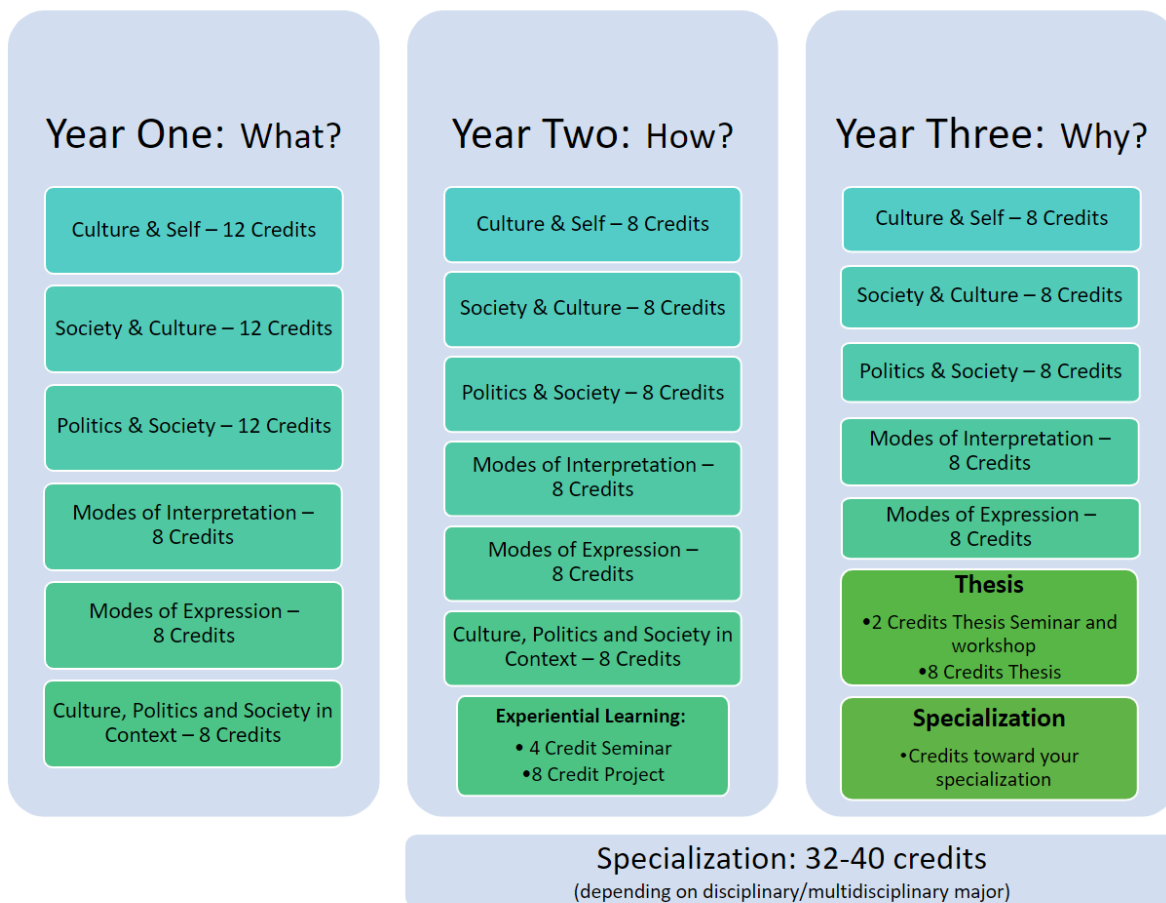 Year One: What?
Culture & Self – 12 Credits
Society & Culture – 12 Credits
Politics & Society – 12 Credits
Modes of Interpretation –
8 Credits
Modes of Expression –
8 Credits
Culture, Politics and Society in
Context – 8 Credits
Year Two: How?
Culture & Self – 8 Credits
Society & Culture – 8 Credits
Politics & Society – 8 Credits
Modes of Interpretation –
8 Credits
Modes of Expression –
8 Credits
Culture, Politics and Society in
Context – 8 Credits
Experiential Learning:
• 4 Credit Seminar
•8 Credit Project
Year Three: Why?
Culture & Self – 8 Credits
Society & Culture – 8 Credits
Politics & Society – 8 Credits
Modes of Interpretation –
8 Credits
Modes of Expression –
8 Credits
Thesis
•2 Credits Thesis Seminar and
workshop
•8 Credits Thesis
Specialization
•Credits toward your
specialization
Specialization: 32-40 credits
(depending on disciplinary/multidisciplinary major)